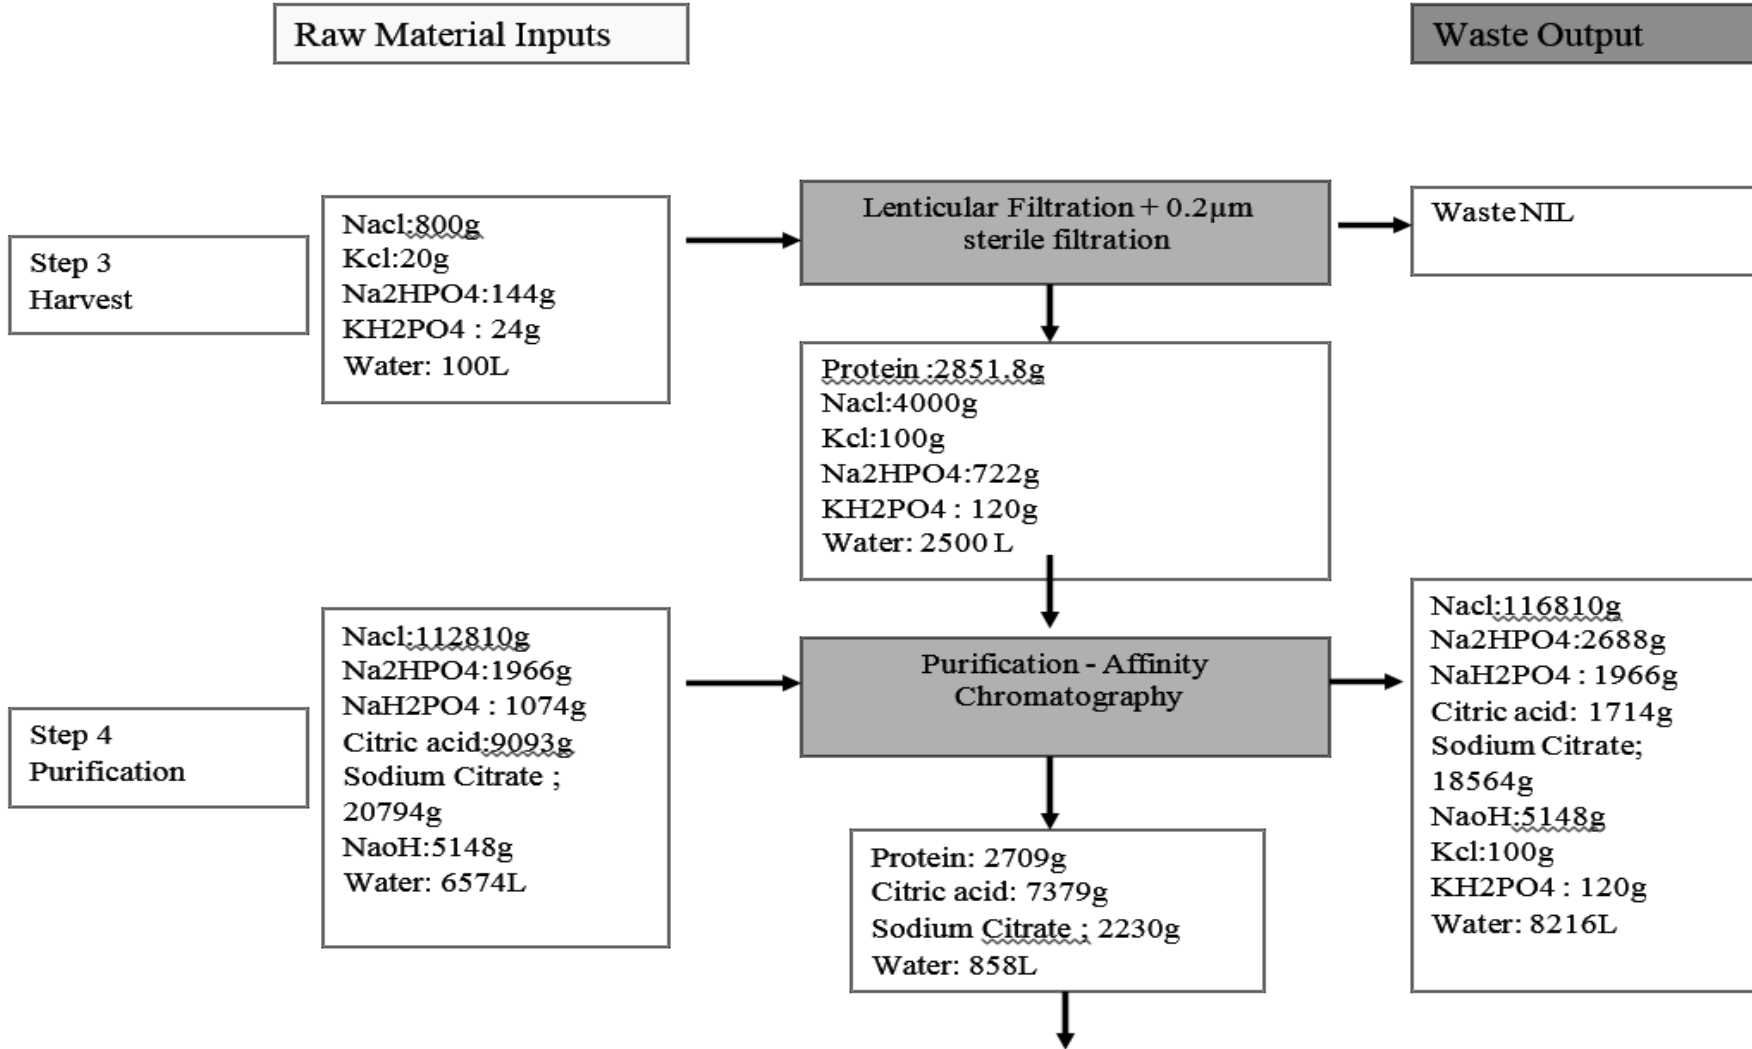 Raw Material Inputs
Waste Output
Step 3
Harvest
Nacl:800g
Kcl:20g
Na2HPO4:144g
KH2PO4 : 24g
Water: 100L
Lenticular Filtration + 0.2µm
sterile filtration
Waste NIL
Protein :2851.8g
Nacl:4000g
Kcl:100g
Na2HPO4:722g
KH2PO4 : 120g
Water: 2500 L
Step 4
Purification
Nacl:112810g
Na2HPO4:1966g
NaH2PO4 : 1074g
Citric acid:9093g
Sodium Citrate ;
20794g
NaoH:5148g
Water: 6574L
Purification - Affinity
Chromatography
Nacl:116810g
Na2HPO4:2688g
NaH2PO4 : 1966g
Citric acid: 1714g
Sodium Citrate;
18564g
NaoH:5148g
Kcl:100g
KH2PO4 : 120g
Water: 8216L
Protein: 2709g
Citric acid: 7379g
Sodium Citrate ; 2230g
Water: 858L